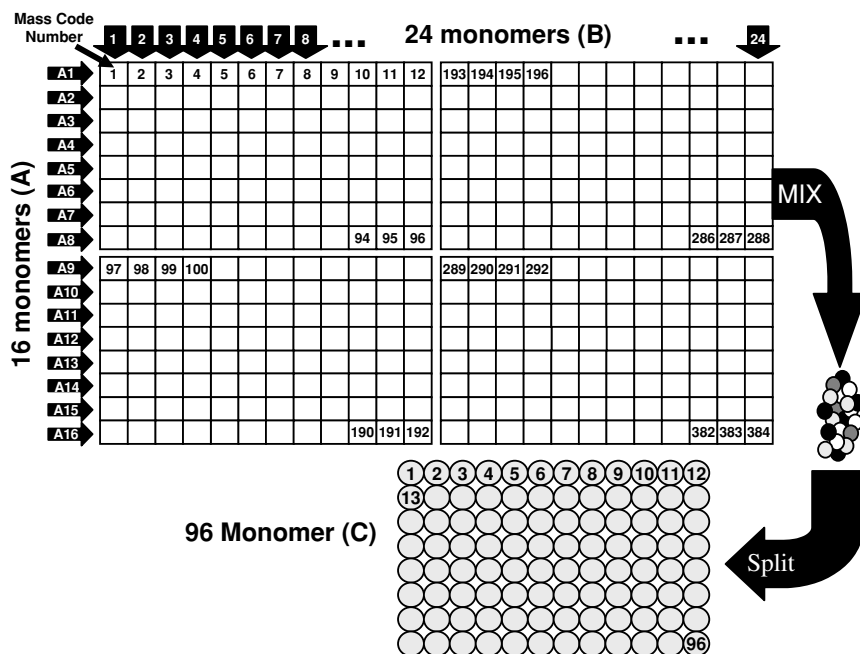 Mass Code
Number
1 2 3 4 5 6 7 8 ... 24 monomers (B) ... 24
16 monomers (A)
A1 1 2 3 4 5 6 7 8 9 10 11 12 193 194 195 196
A2
A3
A4
A5
A6
A7
A8 94 95 96 286 287 288
MIX
A9 97 98 99 100 289 290 291 292
A10
A11
A12
A13
A14
A15
A16 190 191 192 382 383 384
1 2 3 4 5 6 7 8 9 10 11 12
13
96 Monomer (C)
Split
96